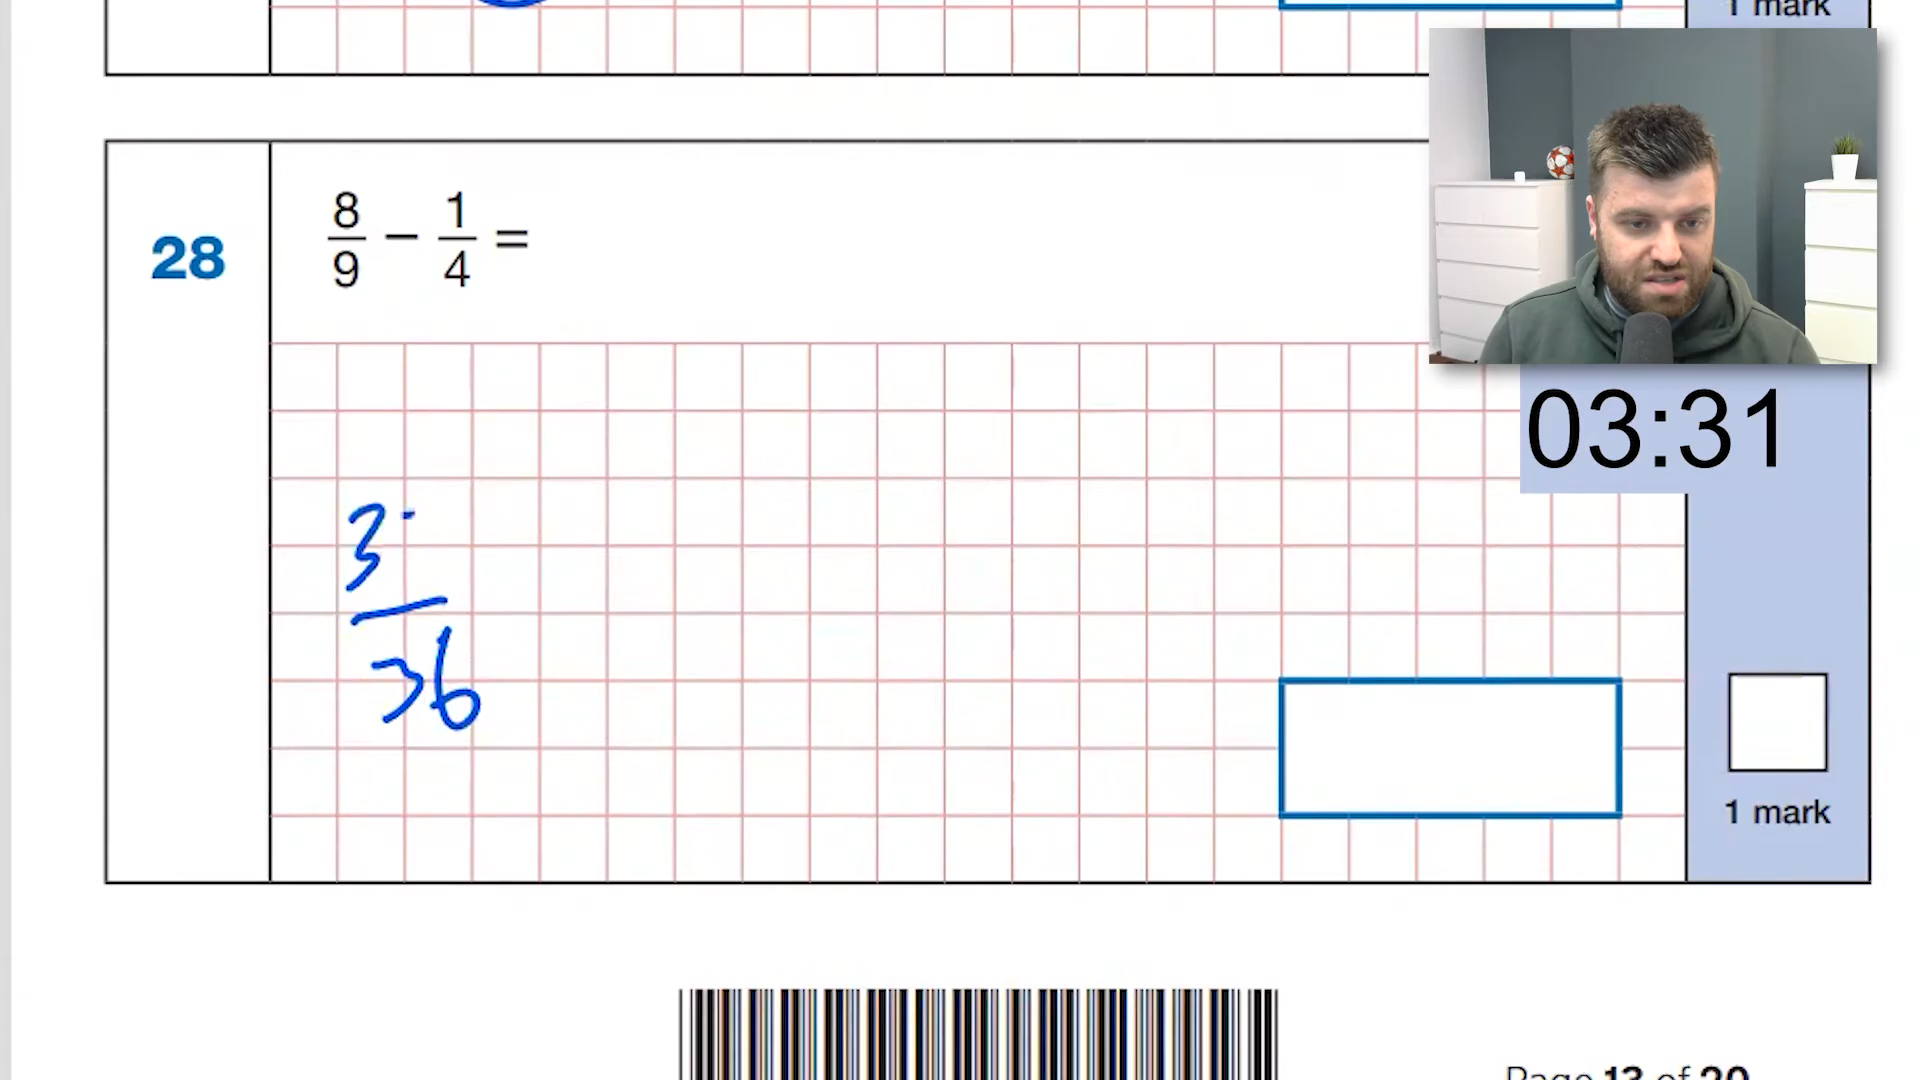 1 mark
28
8/9 − 1/4 =
03:31
3
36
1 mark
Page 13 of 20